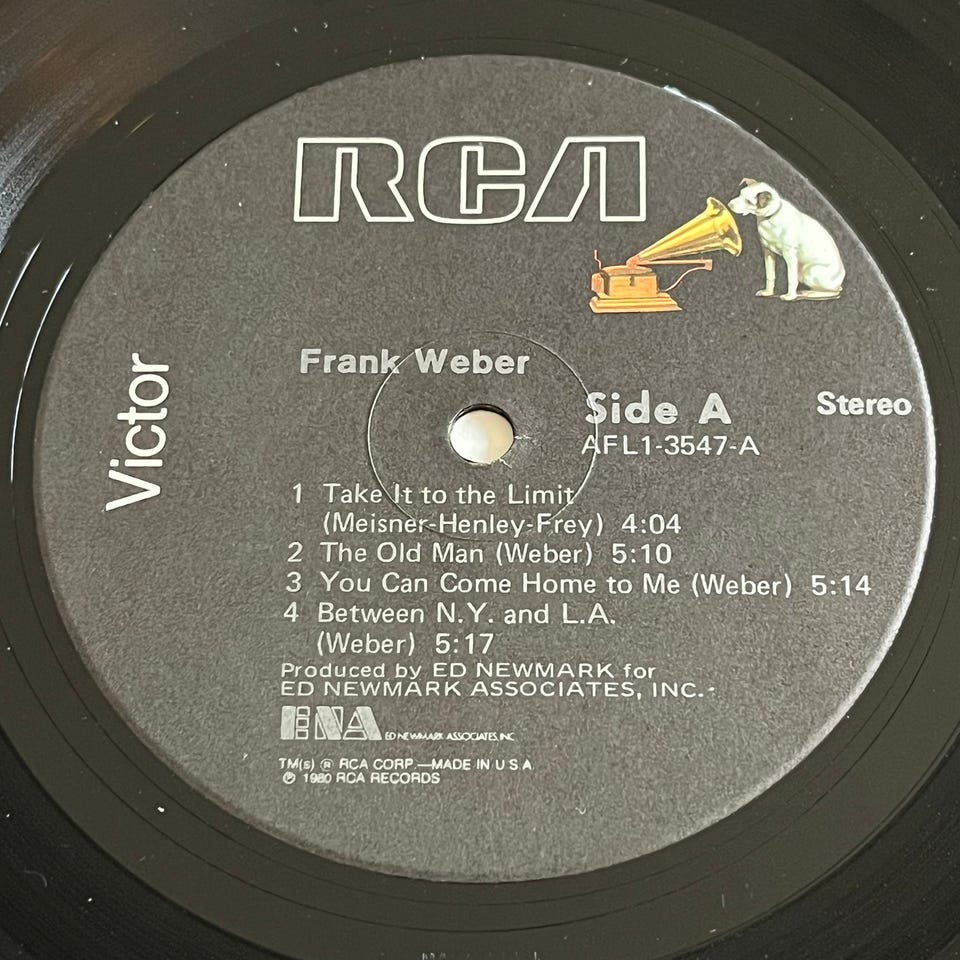 RCA
Victor
Frank Weber
Side A
Stereo
AFL1-3547-A
1 Take It to the Limit
(Meisner-Henley-Frey) 4:04
2 The Old Man (Weber) 5:10
3 You Can Come Home to Me (Weber) 5:14
4 Between N.Y. and L.A.
(Weber) 5:17
Produced by ED NEWMARK for
ED NEWMARK ASSOCIATES, INC.
ENA ED NEWMARK ASSOCIATES, INC.
TM(s) ® RCA CORP.—MADE IN U.S.A.
℗ 1980 RCA RECORDS